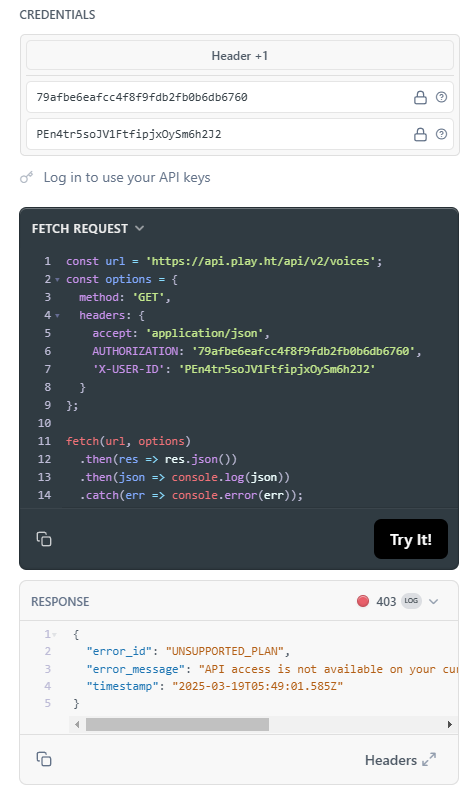 CREDENTIALS
Header +1
79afbe6eafcc4f8f9fdb2fb0b6db6760
PEn4tr5soJV1FtfipjxOySm6h2J2
Log in to use your API keys
FETCH REQUEST
1 const url = 'https://api.play.ht/api/v2/voices';
2 const options = {
3 method: 'GET',
4 headers: {
5 accept: 'application/json',
6 AUTHORIZATION: '79afbe6eafcc4f8f9fdb2fb0b6db6760',
7 'X-USER-ID': 'PEn4tr5soJV1FtfipjxOySm6h2J2'
8 }
9 };
10
11 fetch(url, options)
12 .then(res => res.json())
13 .then(json => console.log(json))
14 .catch(err => console.error(err));
Try It!
RESPONSE 403 LOG
1 {
2 "error_id": "UNSUPPORTED_PLAN",
3 "error_message": "API access is not available on your
4 "timestamp": "2025-03-19T05:49:01.585Z"
5 }
Headers